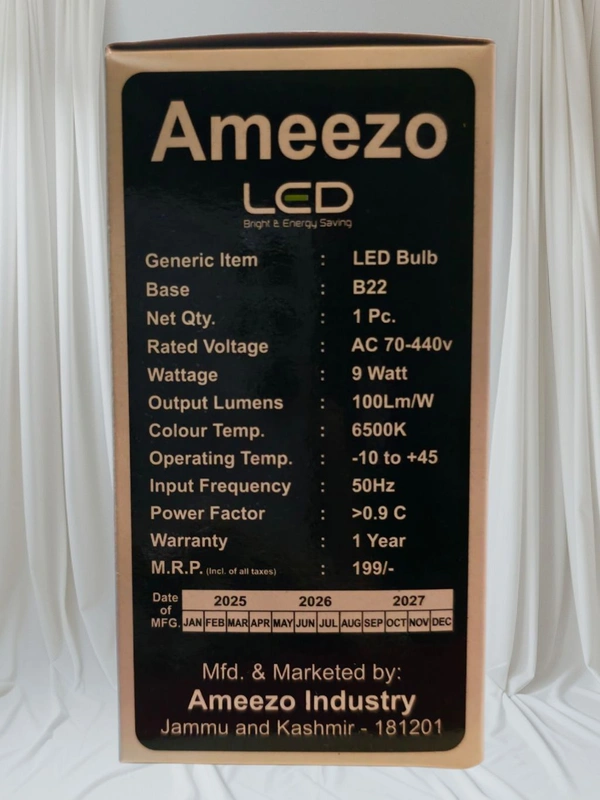 Ameezo
LED
Bright & Energy Saving
Generic Item : LED Bulb
Base : B22
Net Qty. : 1 Pc.
Rated Voltage : AC 70-440v
Wattage : 9 Watt
Output Lumens : 100Lm/W
Colour Temp. : 6500K
Operating Temp. : -10 to +45
Input Frequency : 50Hz
Power Factor : >0.9 C
Warranty : 1 Year
M.R.P. (Incl. of all taxes) : 199/-
Date of MFG. 2025 2026 2027
JAN FEB MAR APR MAY JUN JUL AUG SEP OCT NOV DEC
Mfd. & Marketed by:
Ameezo Industry
Jammu and Kashmir - 181201